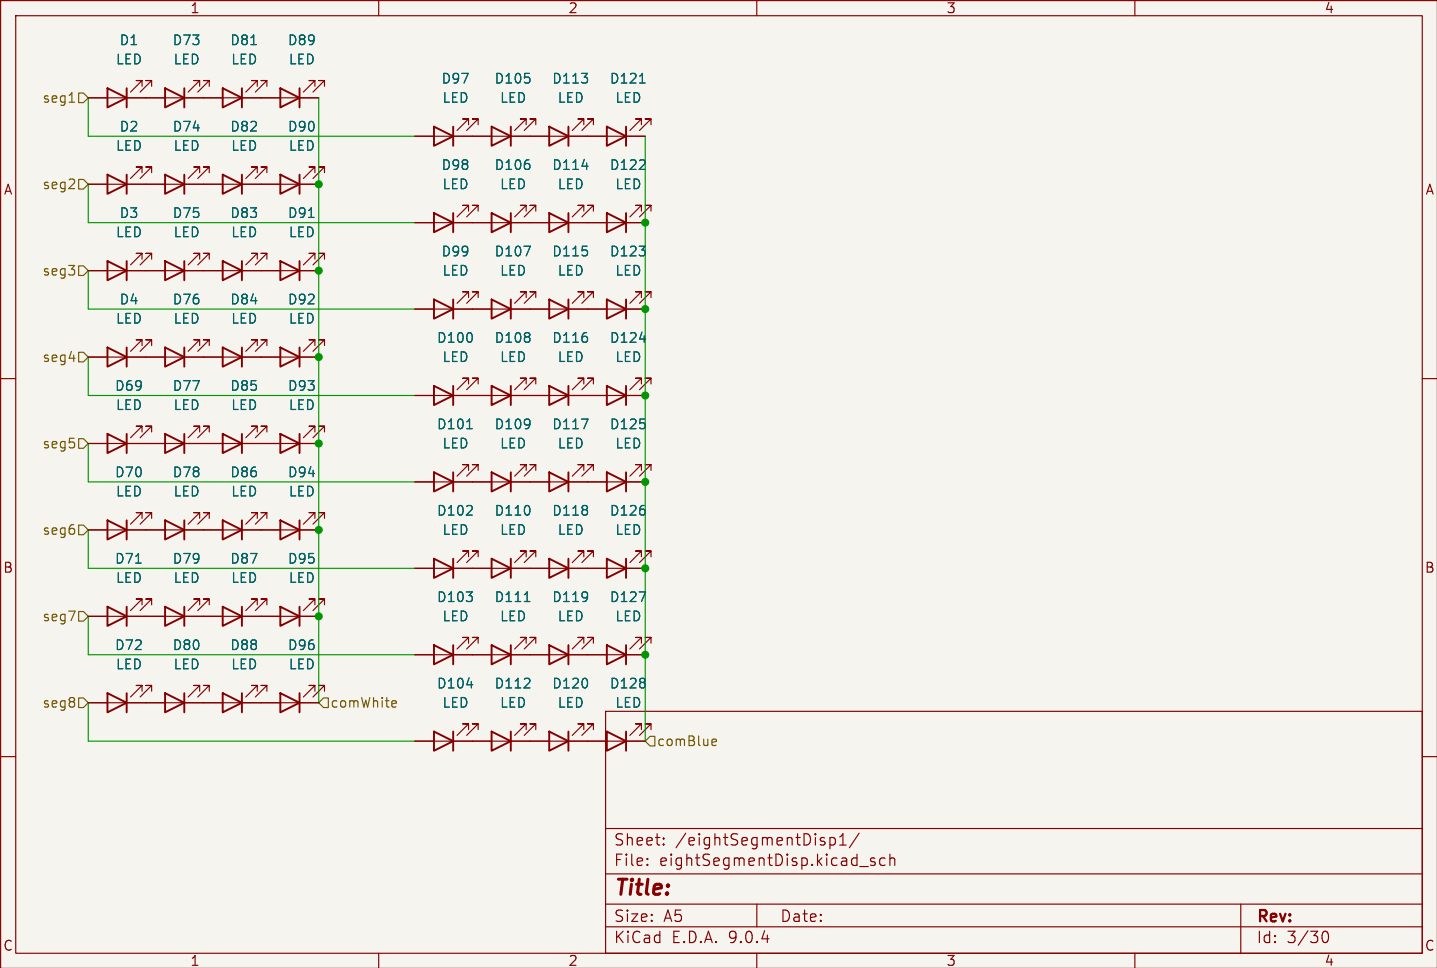 1 2 3 4
D1 D73 D81 D89
LED LED LED LED
D97 D105 D113 D121
seg1 LED LED LED LED
D2 D74 D82 D90
LED LED LED LED
D98 D106 D114 D122
A seg2 LED LED LED LED A
D3 D75 D83 D91
LED LED LED LED
D99 D107 D115 D123
seg3 LED LED LED LED
D4 D76 D84 D92
LED LED LED LED
D100 D108 D116 D124
seg4 LED LED LED LED
D69 D77 D85 D93
LED LED LED LED
D101 D109 D117 D125
seg5 LED LED LED LED
D70 D78 D86 D94
LED LED LED LED
D102 D110 D118 D126
seg6 LED LED LED LED
D71 D79 D87 D95
B B
LED LED LED LED
D103 D111 D119 D127
seg7 LED LED LED LED
D72 D80 D88 D96
LED LED LED LED
D104 D112 D120 D128
seg8 comWhite LED LED LED LED
comBlue
Sheet: /eightSegmentDisp1/
File: eightSegmentDisp.kicad_sch
Title:
Size: A5 Date: Rev:
KiCad E.D.A. 9.0.4 Id: 3/30
C C
1 2 3 4